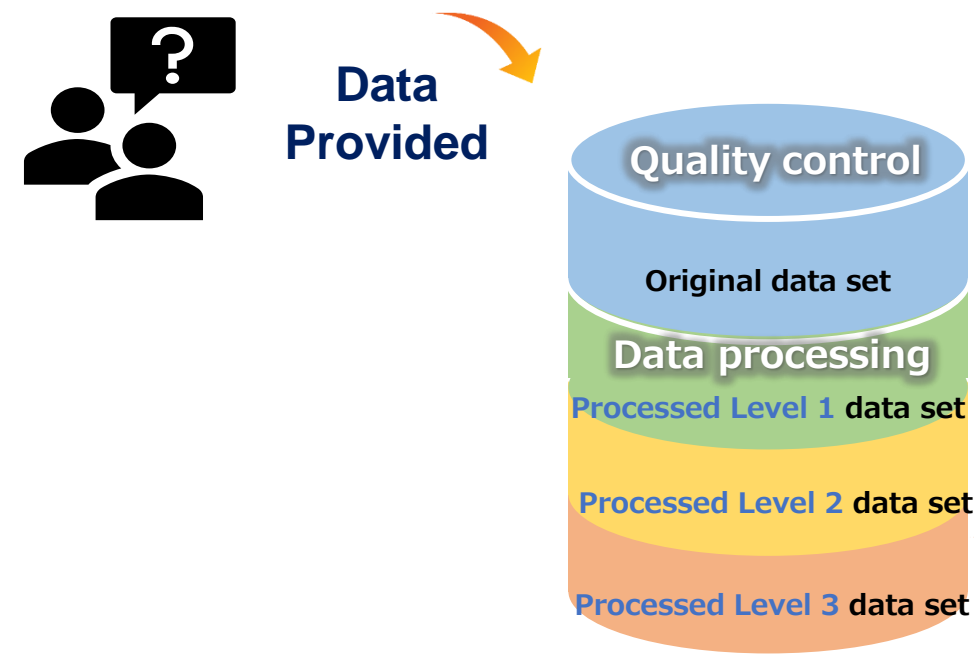 ?
Data
Provided
Quality control
Original data set
Data processing
Processed Level 1 data set
Processed Level 2 data set
Processed Level 3 data set